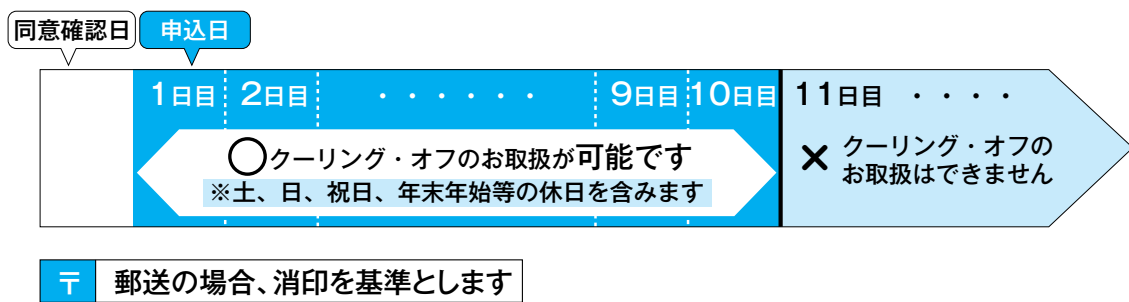 同意確認日 申込日
1日目 2日目 ・・・・・・ 9日目 10日目 11日目 ・・・・
◯クーリング・オフのお取扱が可能です
※土、日、祝日、年末年始等の休日を含みます
×クーリング・オフの
お取扱はできません
〒 郵送の場合、消印を基準とします